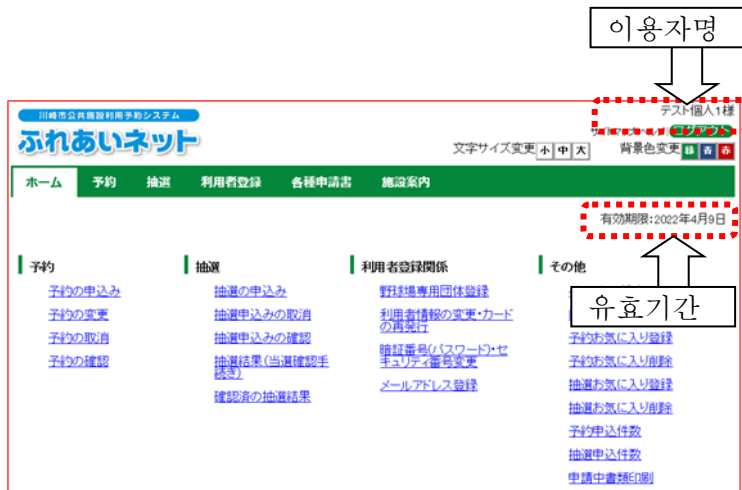 이용자명
川崎市公共施設利用予約システム
テスト個人1様
ふれあいネット
文字サイズ変更 小 中 大 背景色変更 緑 青 赤
ホーム 予約 抽選 利用者登録 各種申請書 施設案内
有効期限:2022年4月9日
予約
予約の申込み
予約の変更
予約の取消
予約の確認
抽選
抽選の申込み
抽選申込みの取消
抽選申込みの確認
抽選結果(当選確認手
続き)
確認済の抽選結果
利用者登録関係
野球場専用団体登録
利用者情報の変更・カード
の再発行
暗証番号(パスワード)・セ
キュリティ番号変更
メールアドレス登録
その他
유효기간
予約お気に入り登録
予約お気に入り削除
抽選お気に入り登録
抽選お気に入り削除
予約申込件数
抽選申込件数
申請中書類印刷